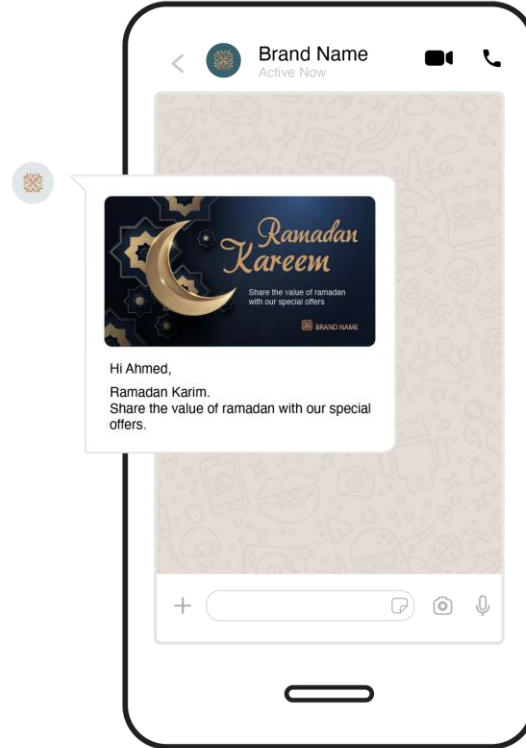 Brand Name
Active Now
Ramadan
Kareem
Share the value of ramadan
with our special offers
BRAND NAME
Hi Ahmed,
Ramadan Karim.
Share the value of ramadan with our special
offers.